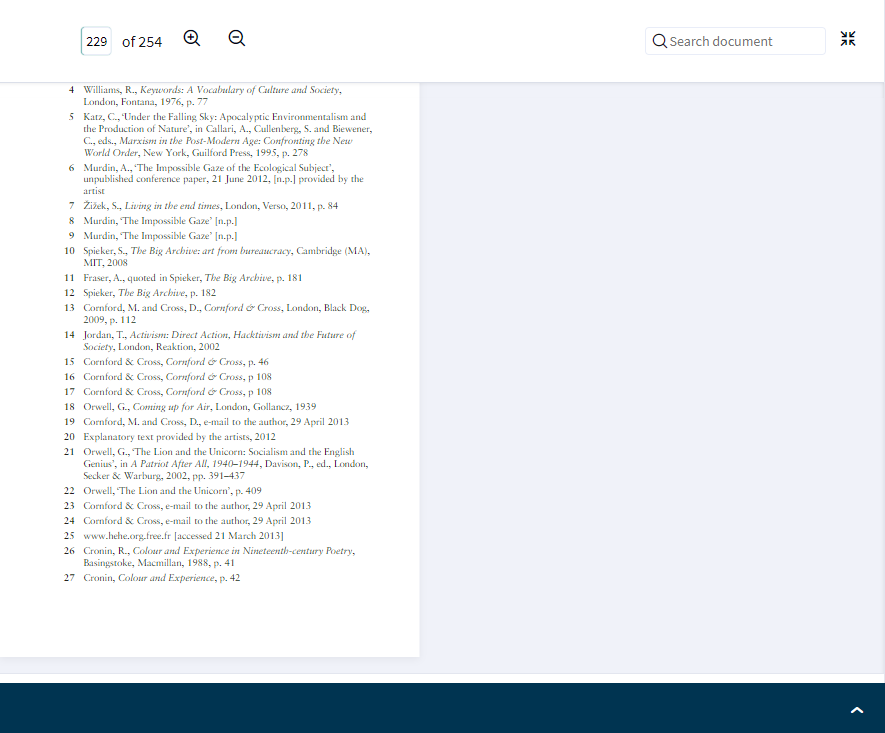 229 of 254
Search document
4 Williams, R., Keywords: A Vocabulary of Culture and Society,
London, Fontana, 1976, p. 77
5 Katz, C., ‘Under the Falling Sky: Apocalyptic Environmentalism and
the Production of Nature’, in Callari, A., Cullenberg, S. and Biewener,
C., eds., Marxism in the Post-Modern Age: Confronting the New
World Order, New York, Guilford Press, 1995, p. 278
6 Murdin, A., ‘The Impossible Gaze of the Ecological Subject’,
unpublished conference paper, 21 June 2012, [n.p.] provided by the
artist
7 Žižek, S., Living in the end times, London, Verso, 2011, p. 84
8 Murdin, ‘The Impossible Gaze’ [n.p.]
9 Murdin, ‘The Impossible Gaze’ [n.p.]
10 Spieker, S., The Big Archive: art from bureaucracy, Cambridge (MA),
MIT, 2008
11 Fraser, A., quoted in Spieker, The Big Archive, p. 181
12 Spieker, The Big Archive, p. 182
13 Cornford, M. and Cross, D., Cornford & Cross, London, Black Dog,
2009, p. 112
14 Jordan, T., Activism: Direct Action, Hacktivism and the Future of
Society, London, Reaktion, 2002
15 Cornford & Cross, Cornford & Cross, p. 46
16 Cornford & Cross, Cornford & Cross, p 108
17 Cornford & Cross, Cornford & Cross, p 108
18 Orwell, G., Coming up for Air, London, Gollancz, 1939
19 Cornford, M. and Cross, D., e-mail to the author, 29 April 2013
20 Explanatory text provided by the artists, 2012
21 Orwell, G., ‘The Lion and the Unicorn: Socialism and the English
Genius’, in A Patriot After All, 1940–1944, Davison, P., ed., London,
Secker & Warburg, 2002, pp. 391–437
22 Orwell, ‘The Lion and the Unicorn’, p. 409
23 Cornford & Cross, e-mail to the author, 29 April 2013
24 Cornford & Cross, e-mail to the author, 29 April 2013
25 www.hehe.org.free.fr [accessed 21 March 2013]
26 Cronin, R., Colour and Experience in Nineteenth-century Poetry,
Basingstoke, Macmillan, 1988, p. 41
27 Cronin, Colour and Experience, p. 42